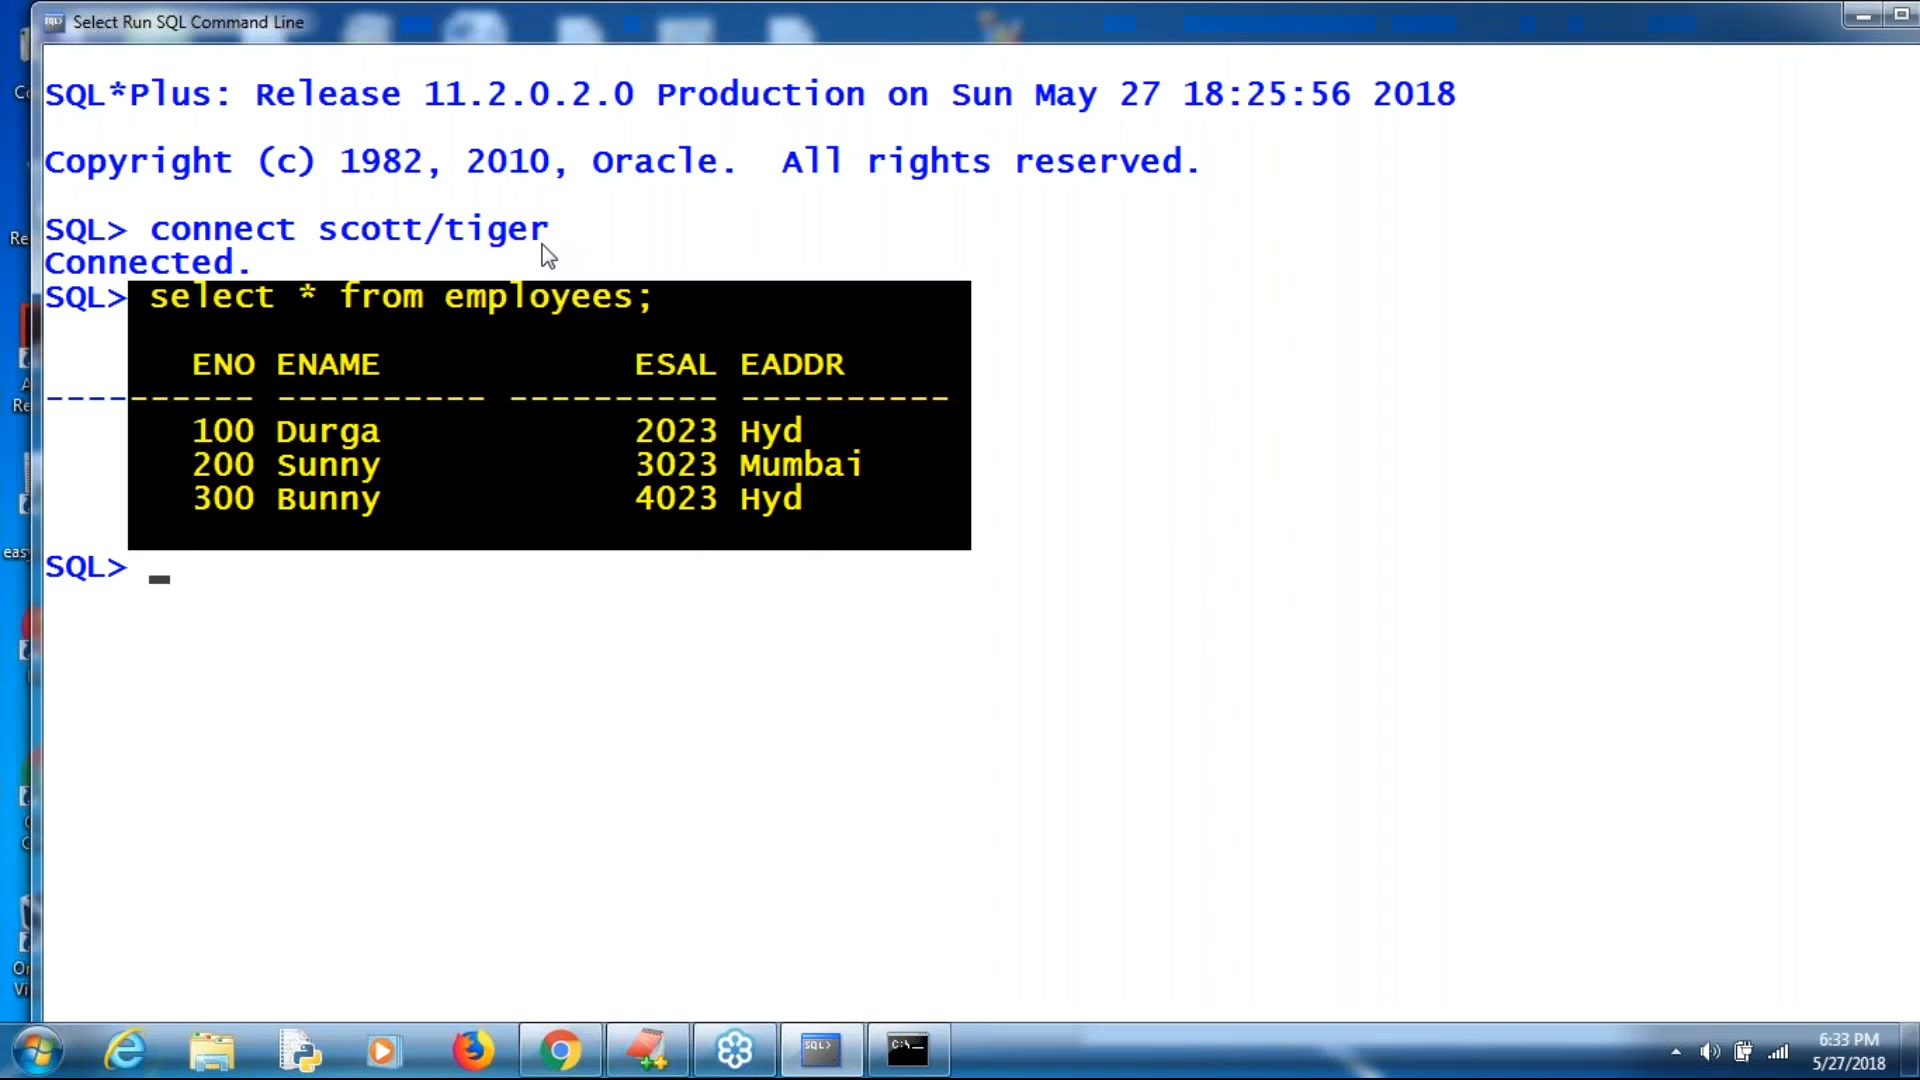 Select Run SQL Command Line
SQL*Plus: Release 11.2.0.2.0 Production on Sun May 27 18:25:56 2018
Copyright (c) 1982, 2010, Oracle.  All rights reserved.
SQL> connect scott/tiger
Connected.
SQL> select * from employees;
ENO ENAME ESAL EADDR
---------- ---------- ---------- ----------
100 Durga 2023 Hyd
200 Sunny 3023 Mumbai
300 Bunny 4023 Hyd
SQL>
6:33 PM
5/27/2018